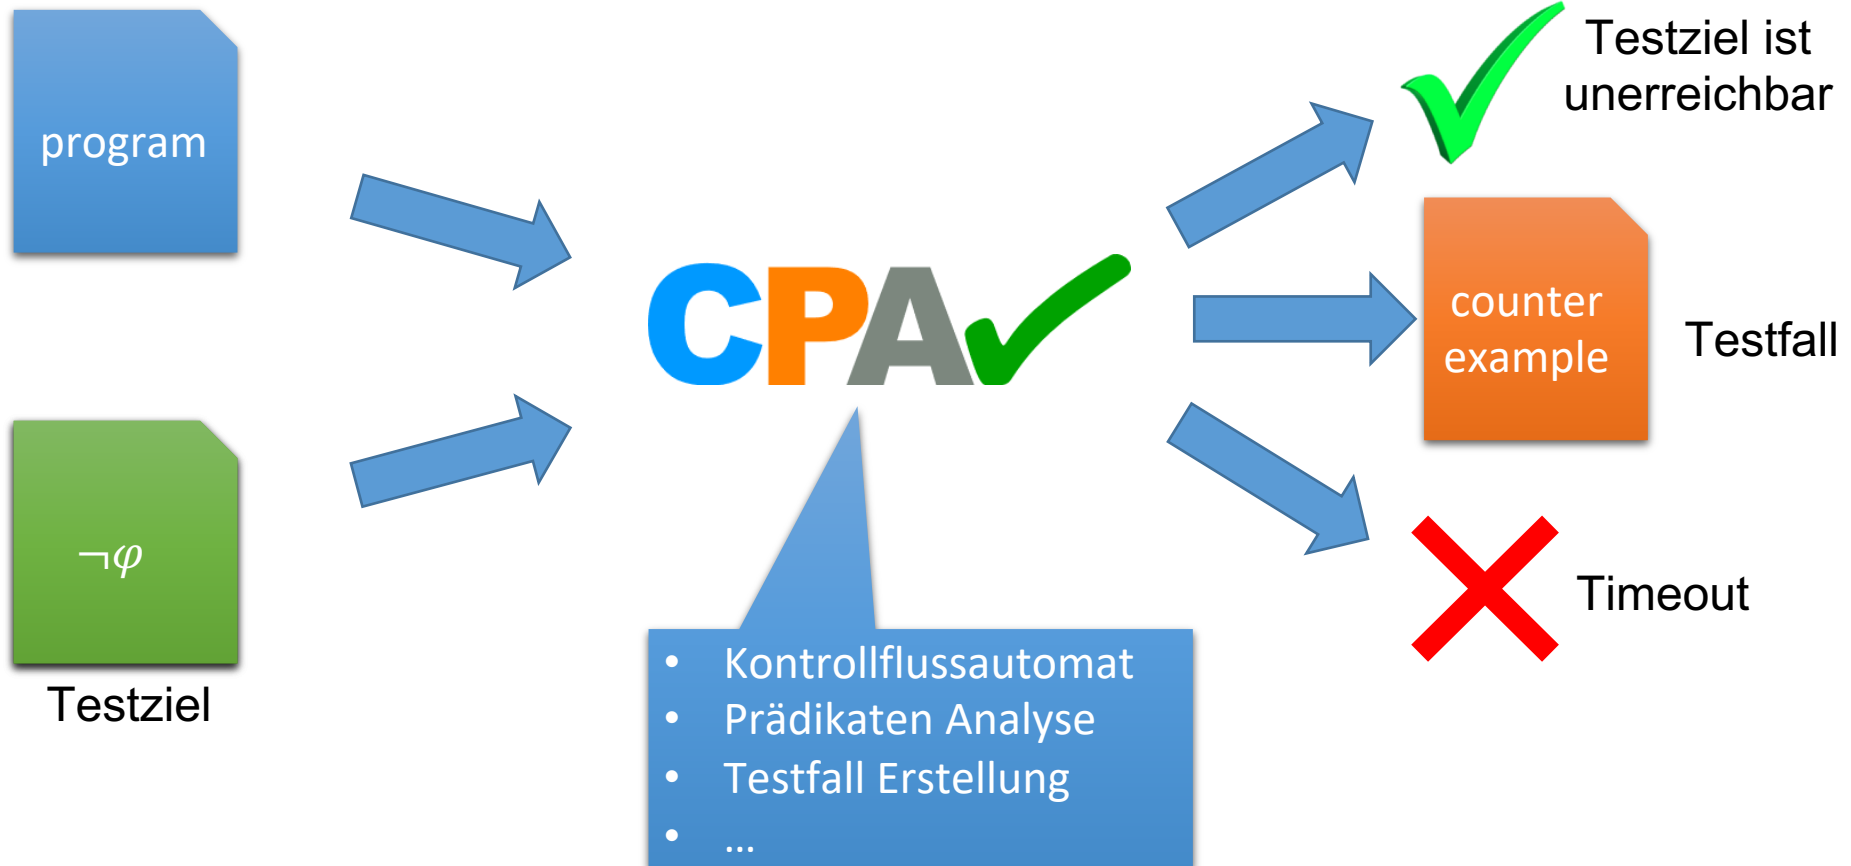 program
¬φ
Testziel
CPA
• Kontrollflussautomat
• Prädikaten Analyse
• Testfall Erstellung
• ...
Testziel ist
unerreichbar
counter
example
Testfall
Timeout